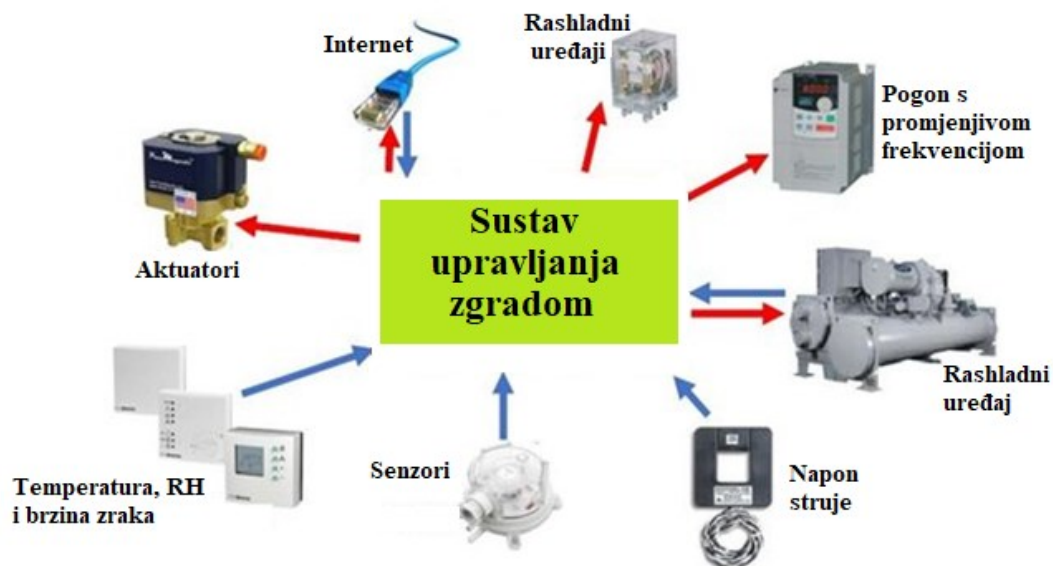 Internet
Rashladni
uređaji
Pogon s
promjenjivom
frekvencijom
Sustav
upravljanja
zgradom
Aktuatori
Rashladni
uređaj
Temperatura, RH
i brzina zraka
Senzori
Napon
struje